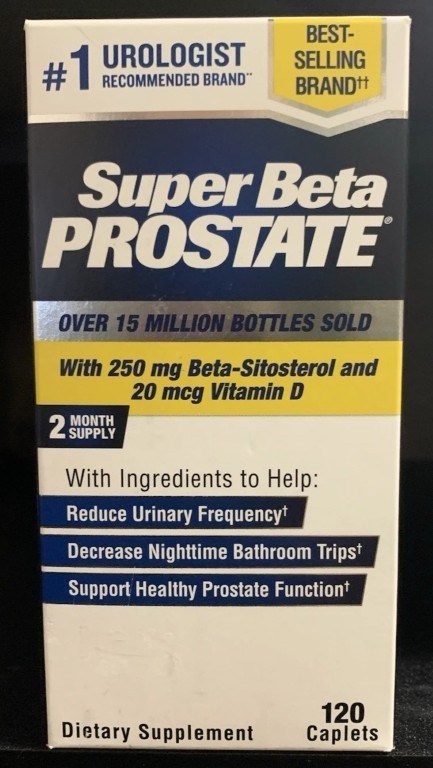 #1 UROLOGIST
RECOMMENDED BRAND**
BEST-
SELLING
BRAND††
Super Beta
PROSTATE®
OVER 15 MILLION BOTTLES SOLD
With 250 mg Beta-Sitosterol and
20 mcg Vitamin D
2 MONTH
SUPPLY
With Ingredients to Help:
Reduce Urinary Frequency†
Decrease Nighttime Bathroom Trips†
Support Healthy Prostate Function†
Dietary Supplement
120
Caplets